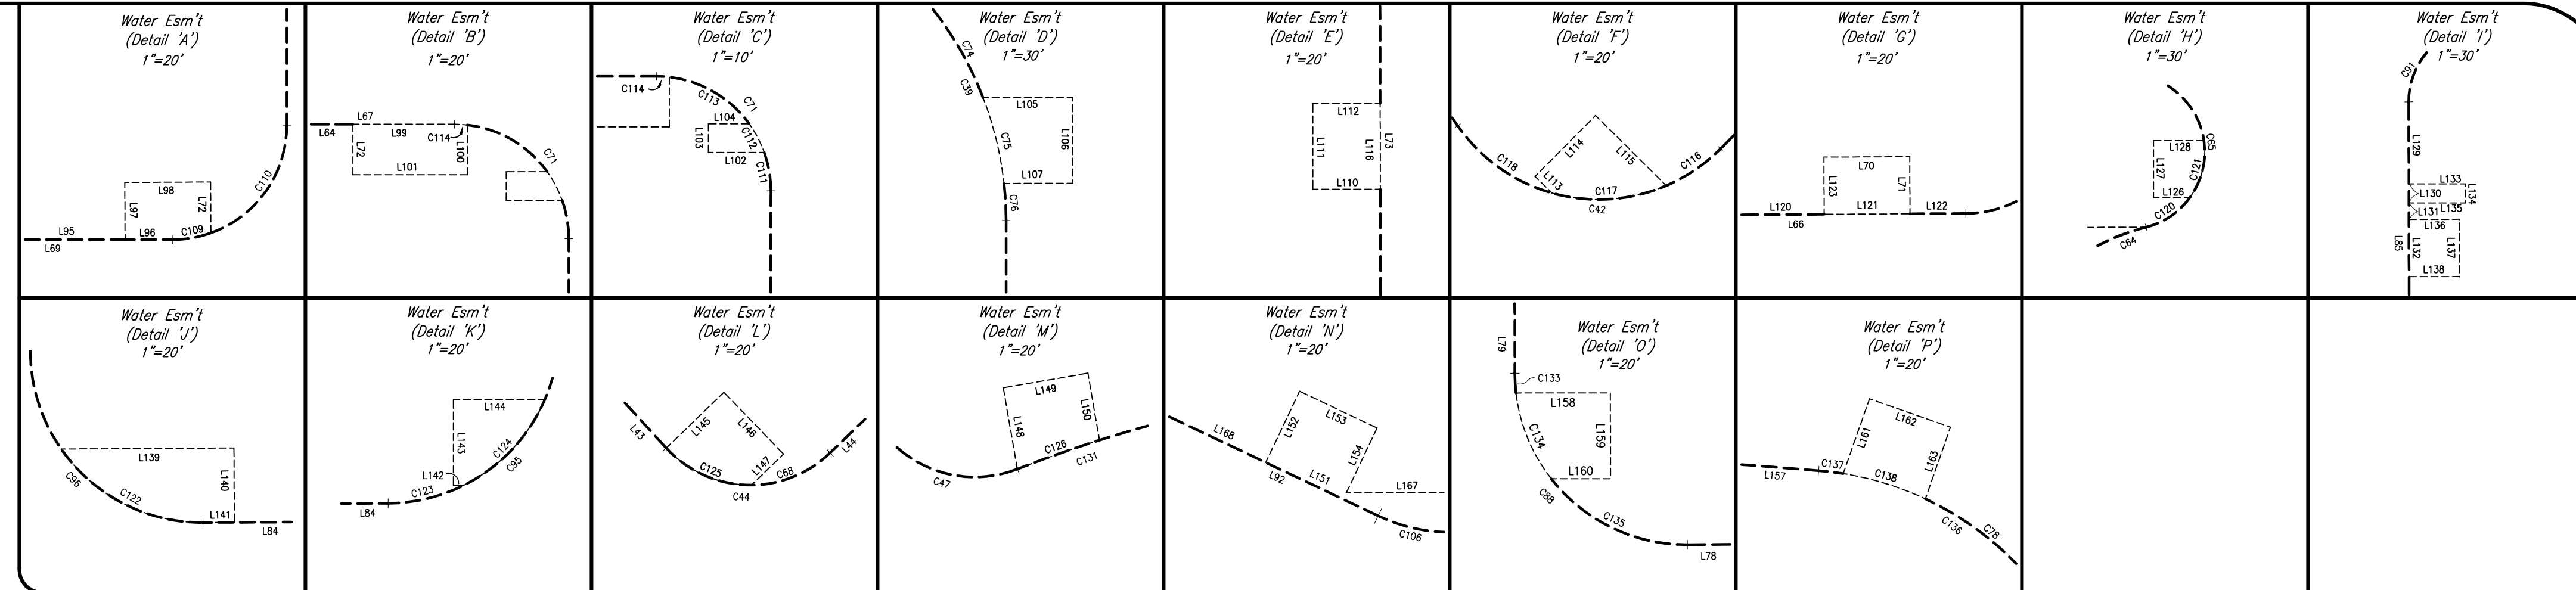 Water Esm't
(Detail 'A')
1"=20'
L98
L97
L72
C110
L95
L96
C109
L69
Water Esm't
(Detail 'B')
1"=20'
L67
L64
L99
C114
L72
L100
L101
C71
Water Esm't
(Detail 'C')
1"=10'
C114
C113
C71
L104
L103
C112
L102
C111
Water Esm't
(Detail 'D')
1"=30'
C74
C39
L105
C75
L106
L107
C76
Water Esm't
(Detail 'E')
1"=20'
L112
L111
L116
L73
L110
Water Esm't
(Detail 'F')
1"=20'
L114
L115
C118
C116
L113
C117
C42
Water Esm't
(Detail 'G')
1"=20'
L70
L123
L71
L120
L121
L122
L66
Water Esm't
(Detail 'H')
1"=30'
C65
L128
L127
C121
L126
C120
C64
Water Esm't
(Detail 'I')
1"=30'
C91
L129
L133
L130
L134
L131
L135
L136
L85
L132
L137
L138
Water Esm't
(Detail 'J')
1"=20'
L139
C96
L140
C122
L141
L84
Water Esm't
(Detail 'K')
1"=20'
L144
L143
C124
C95
L142
C123
L84
Water Esm't
(Detail 'L')
1"=20'
L43
L145
L146
L44
C125
L147
C68
C44
Water Esm't
(Detail 'M')
1"=20'
L149
L150
L148
C126
C131
C47
Water Esm't
(Detail 'N')
1"=20'
L153
L152
L168
L154
L92
L151
L167
C106
Water Esm't
(Detail 'O')
1"=20'
L79
C133
L158
C134
L159
L160
C88
C135
L78
Water Esm't
(Detail 'P')
1"=20'
L162
L161
L163
C137
L157
C138
C136
C78